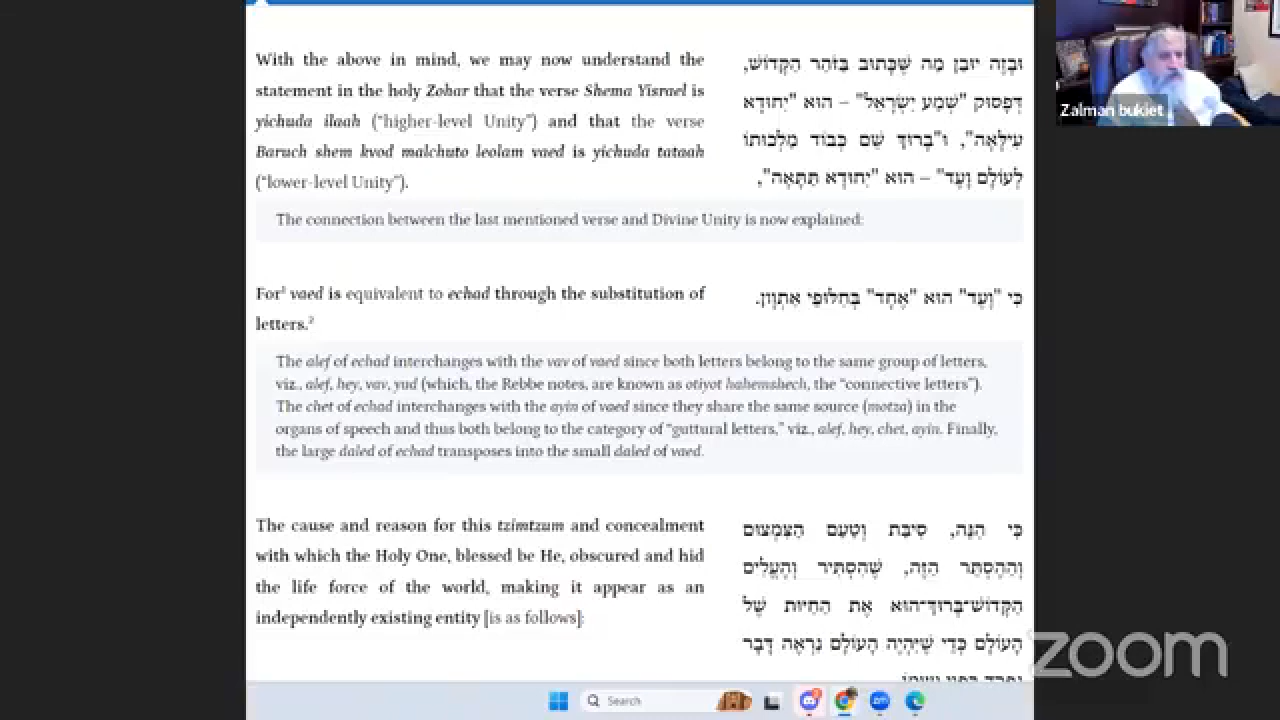 With the above in mind, we may now understand the
statement in the holy Zohar that the verse Shema Yisrael is
yichuda ilaah (“higher-level Unity”) and that the verse
Baruch shem kvod malchuto leolam vaed is yichuda tataah
(“lower-level Unity”).
וּבָזֶה יוּבַן מַה שֶּׁכָּתוּב בַּזֹּהַר הַקָּדוֹשׁ,
דִּפְסוּק "שְׁמַע יִשְׂרָאֵל" – הוּא "יִחוּדָא
עִילָּאָה", וּ"בָרוּךְ שֵׁם כְּבוֹד מַלְכוּתוֹ
לְעוֹלָם וָעֶד" – הוּא "יִחוּדָא תַּתָּאָה",
The connection between the last mentioned verse and Divine Unity is now explained:
For¹ vaed is equivalent to echad through the substitution of
letters.²
כִּי "וָעֶד" הוּא "אֶחָד" בְּחִלּוּפֵי אַתְוָון.
The alef of echad interchanges with the vav of vaed since both letters belong to the same group of letters,
viz., alef, hey, vav, yud (which, the Rebbe notes, are known as otiyot hahemshech, the “connective letters”).
The chet of echad interchanges with the ayin of vaed since they share the same source (motza) in the
organs of speech and thus both belong to the category of “guttural letters,” viz., alef, hey, chet, ayin. Finally,
the large daled of echad transposes into the small daled of vaed.
The cause and reason for this tzimtzum and concealment
with which the Holy One, blessed be He, obscured and hid
the life force of the world, making it appear as an
independently existing entity [is as follows]:
כִּי הִנֵּה, סִיבַּת וְטַעַם הַצִּמְצוּם
וְהַהֶסְתֵּר הַזֶּה, שֶׁהִסְתִּיר וְהֶעֱלִים
הַקָּדוֹשׁ־בָּרוּךְ־הוּא אֶת הַחַיּוּת שֶׁל
הָעוֹלָם כְּדֵי שֶׁיִּהְיֶה הָעוֹלָם נִרְאֶה דָּבָר
Zalman bukiet
zoom
Search